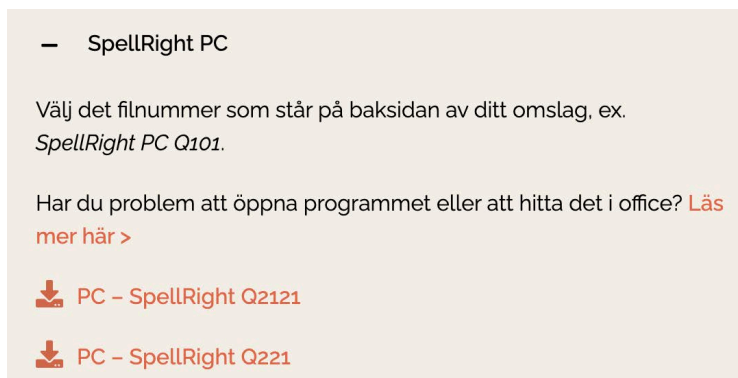 SpellRight PC
Välj det filnummer som står på baksidan av ditt omslag, ex.
SpellRight PC Q101.
Har du problem att öppna programmet eller att hitta det i office? Läs
mer här >
PC – SpellRight Q2121
PC – SpellRight Q221